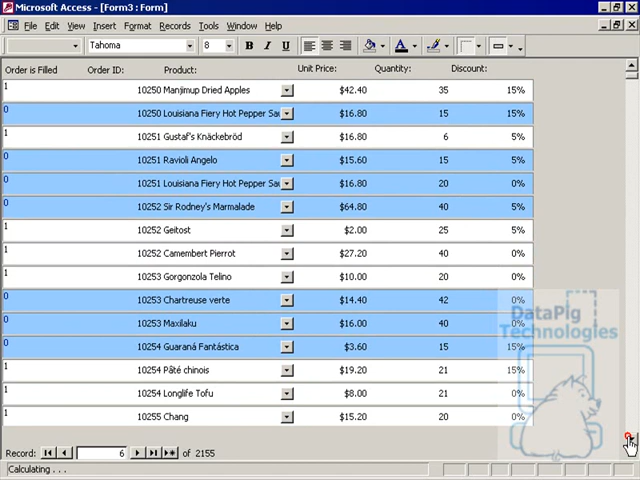 Microsoft Access - [Form3 : Form]
File Edit View Insert Format Records Tools Window Help
Tahoma 8 B I U A
Order is Filled Order ID: Product: Unit Price: Quantity: Discount:
1 10250 Manjimup Dried Apples $42.40 35 15%
0 10250 Louisiana Fiery Hot Pepper Sau $16.80 15 15%
1 10251 Gustaf's Knäckebröd $16.80 6 5%
0 10251 Ravioli Angelo $15.60 15 5%
0 10251 Louisiana Fiery Hot Pepper Sau $16.80 20 0%
0 10252 Sir Rodney's Marmalade $64.80 40 5%
1 10252 Geitost $2.00 25 5%
1 10252 Camembert Pierrot $27.20 40 0%
1 10253 Gorgonzola Telino $10.00 20 0%
0 10253 Chartreuse verte $14.40 42 0%
0 10253 Maxilaku $16.00 40 0%
0 10254 Guaraná Fantástica $3.60 15 15%
1 10254 Pâté chinois $19.20 21 15%
1 10254 Longlife Tofu $8.00 21 0%
1 10255 Chang $15.20 20 0%
DataPig
Technologies
Record: 6 of 2155
Calculating . . .